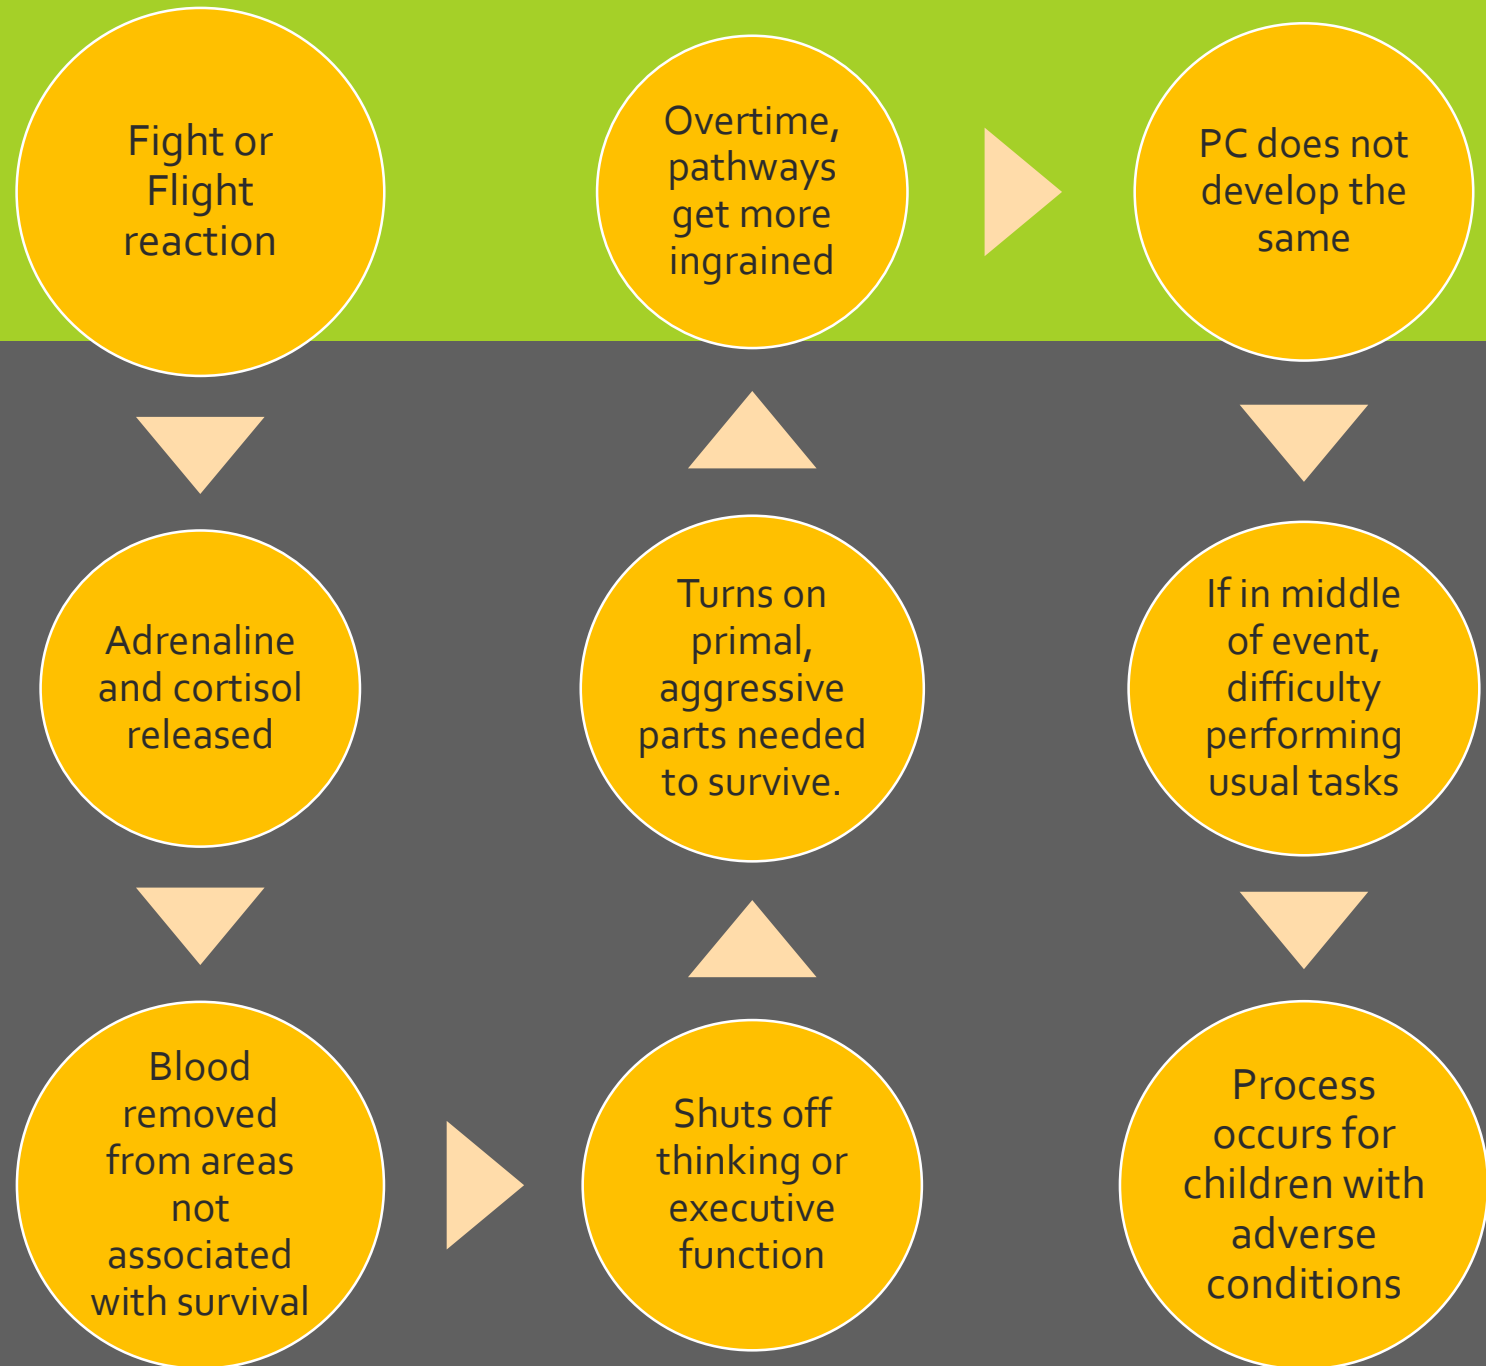 Fight or
Flight
reaction
Adrenaline
and cortisol
released
Blood
removed
from areas
not
associated
with survival
Shuts off
thinking or
executive
function
Turns on
primal,
aggressive
parts needed
to survive.
Overtime,
pathways
get more
ingrained
PC does not
develop the
same
If in middle
of event,
difficulty
performing
usual tasks
Process
occurs for
children with
adverse
conditions